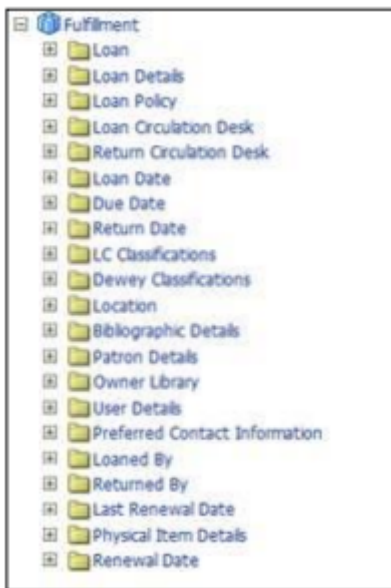 Fulfillment
Loan
Loan Details
Loan Policy
Loan Circulation Desk
Return Circulation Desk
Loan Date
Due Date
Return Date
LC Classifications
Dewey Classifications
Location
Bibliographic Details
Patron Details
Owner Library
User Details
Preferred Contact Information
Loaned By
Returned By
Last Renewal Date
Physical Item Details
Renewal Date